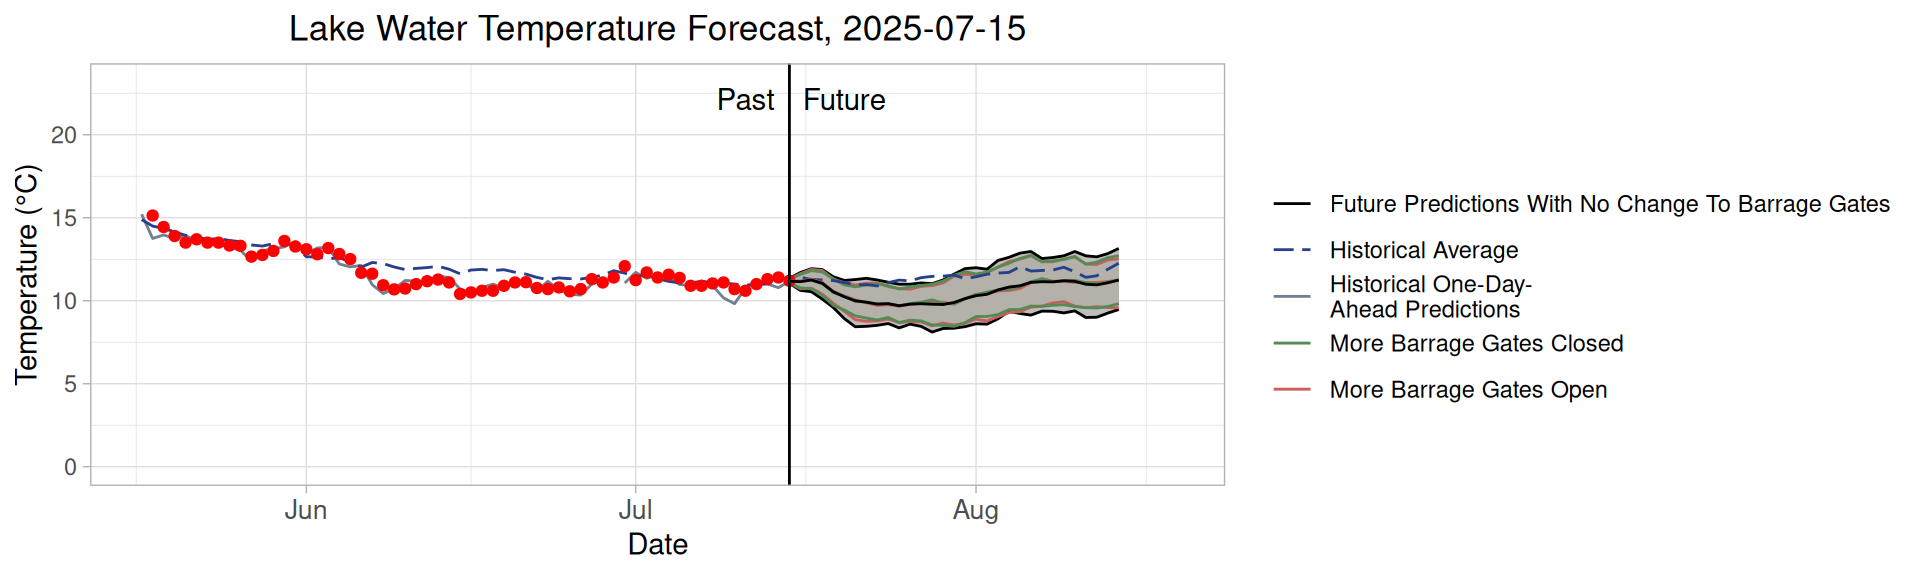 Lake Water Temperature Forecast, 2025-07-15
Past
Future
20
15
10
5
0
Temperature (°C)
Jun
Jul
Aug
Date
Future Predictions With No Change To Barrage Gates
Historical Average
Historical One-Day-
Ahead Predictions
More Barrage Gates Closed
More Barrage Gates Open